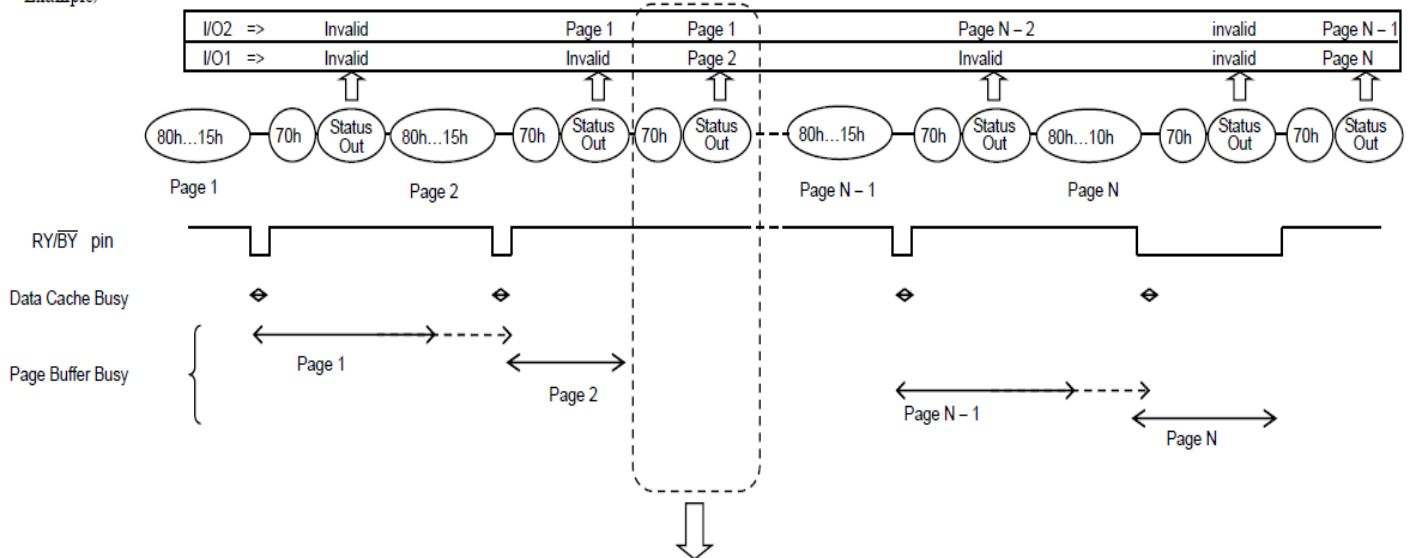 Example)
I/O2 => Invalid Page 1 Page 1 Page N – 2 invalid Page N – 1
I/O1 => Invalid Invalid Page 2 Invalid invalid Page N
80h...15h 70h Status Out 80h...15h 70h Status Out 70h Status Out 80h...15h 70h Status Out 80h...10h 70h Status Out 70h Status Out
Page 1 Page 2 Page N – 1 Page N
RY/BY pin
Data Cache Busy
Page Buffer Busy
Page 1
Page 2
Page N – 1
Page N